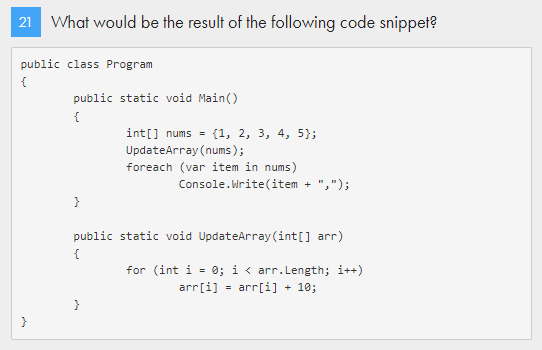 21 What would be the result of the following code snippet?
public class Program
{
public static void Main()
{
int[] nums = {1, 2, 3, 4, 5};
UpdateArray(nums);
foreach (var item in nums)
Console.Write(item + ",");
}
public static void UpdateArray(int[] arr)
{
for (int i = 0; i < arr.Length; i++)
arr[i] = arr[i] + 10;
}
}